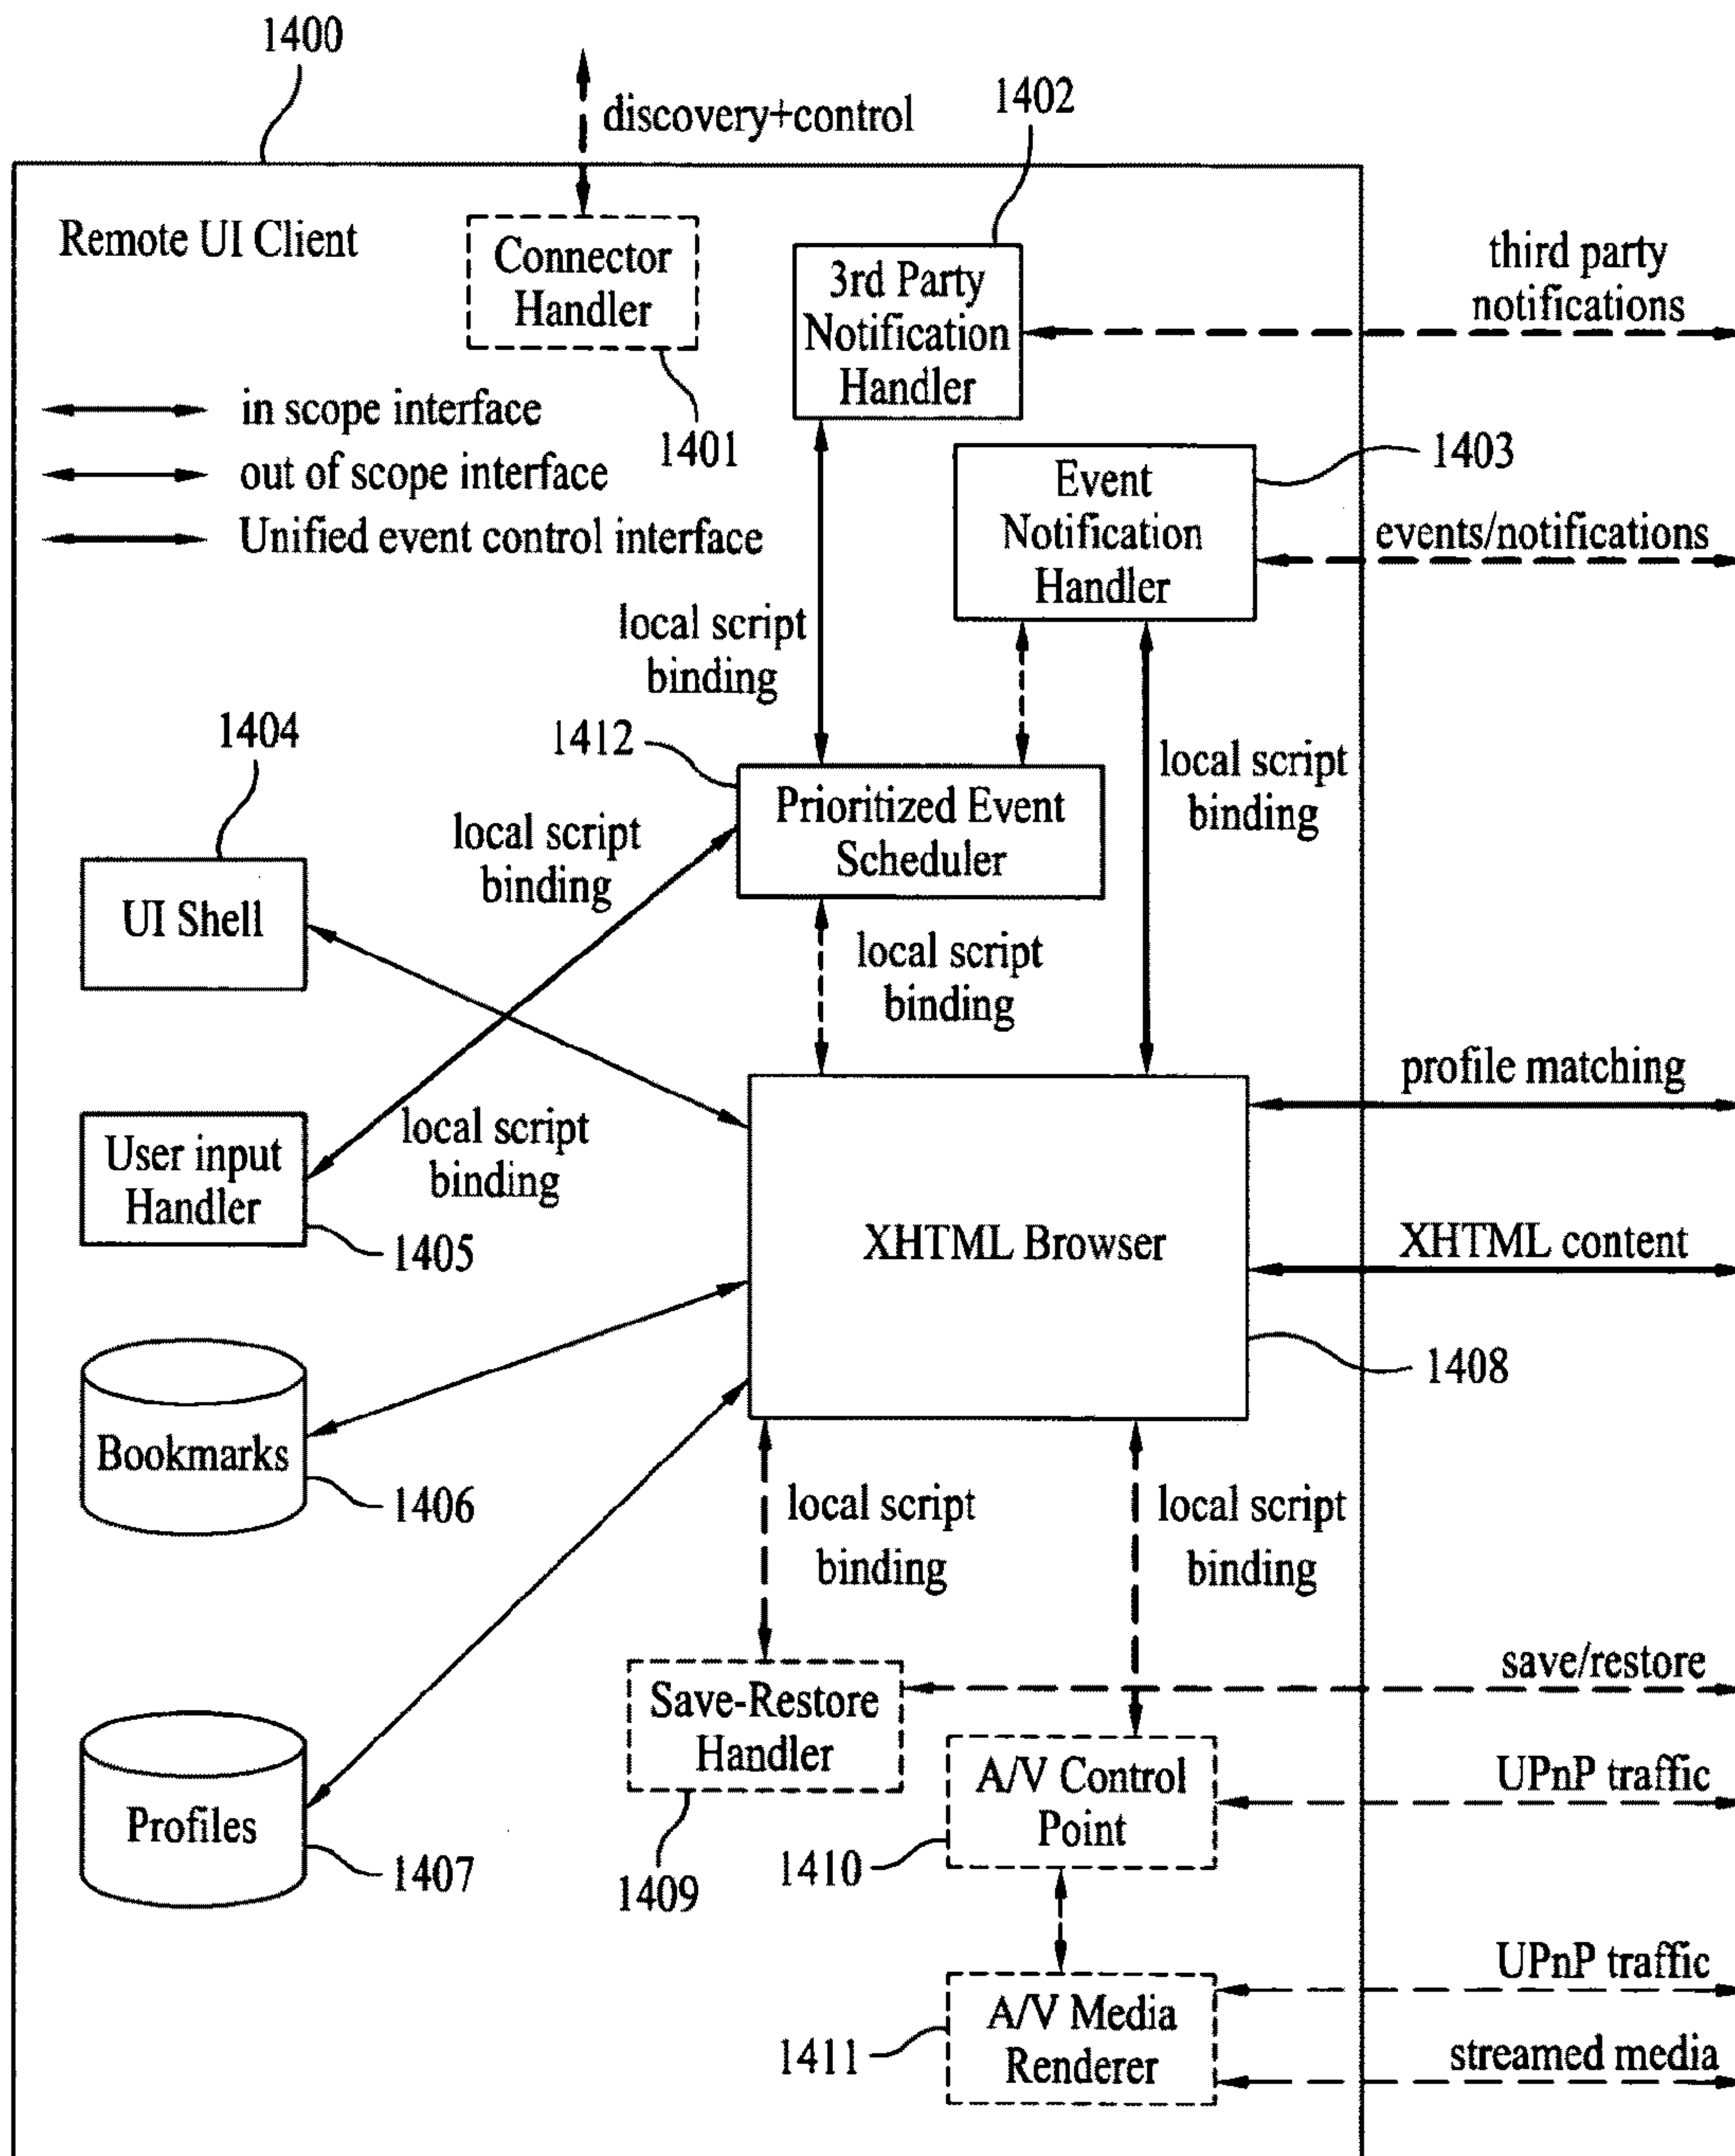 1400
discovery+control
1402
Remote UI Client
Connector
Handler
1401
3rd Party
Notification
Handler
third party
notifications
in scope interface
out of scope interface
Unified event control interface
1403
Event
Notification
Handler
events/notifications
local script
binding
1404
1412
local script
binding
Prioritized Event
Scheduler
local script
binding
UI Shell
local script
binding
profile matching
User input
Handler
local script
binding
1405
XHTML Browser
XHTML content
1408
Bookmarks
1406
local script
binding
local script
binding
save/restore
Save-Restore
Handler
1409
Profiles
1407
A/V Control
Point
1410
UPnP traffic
A/V Media
Renderer
1411
UPnP traffic
streamed media